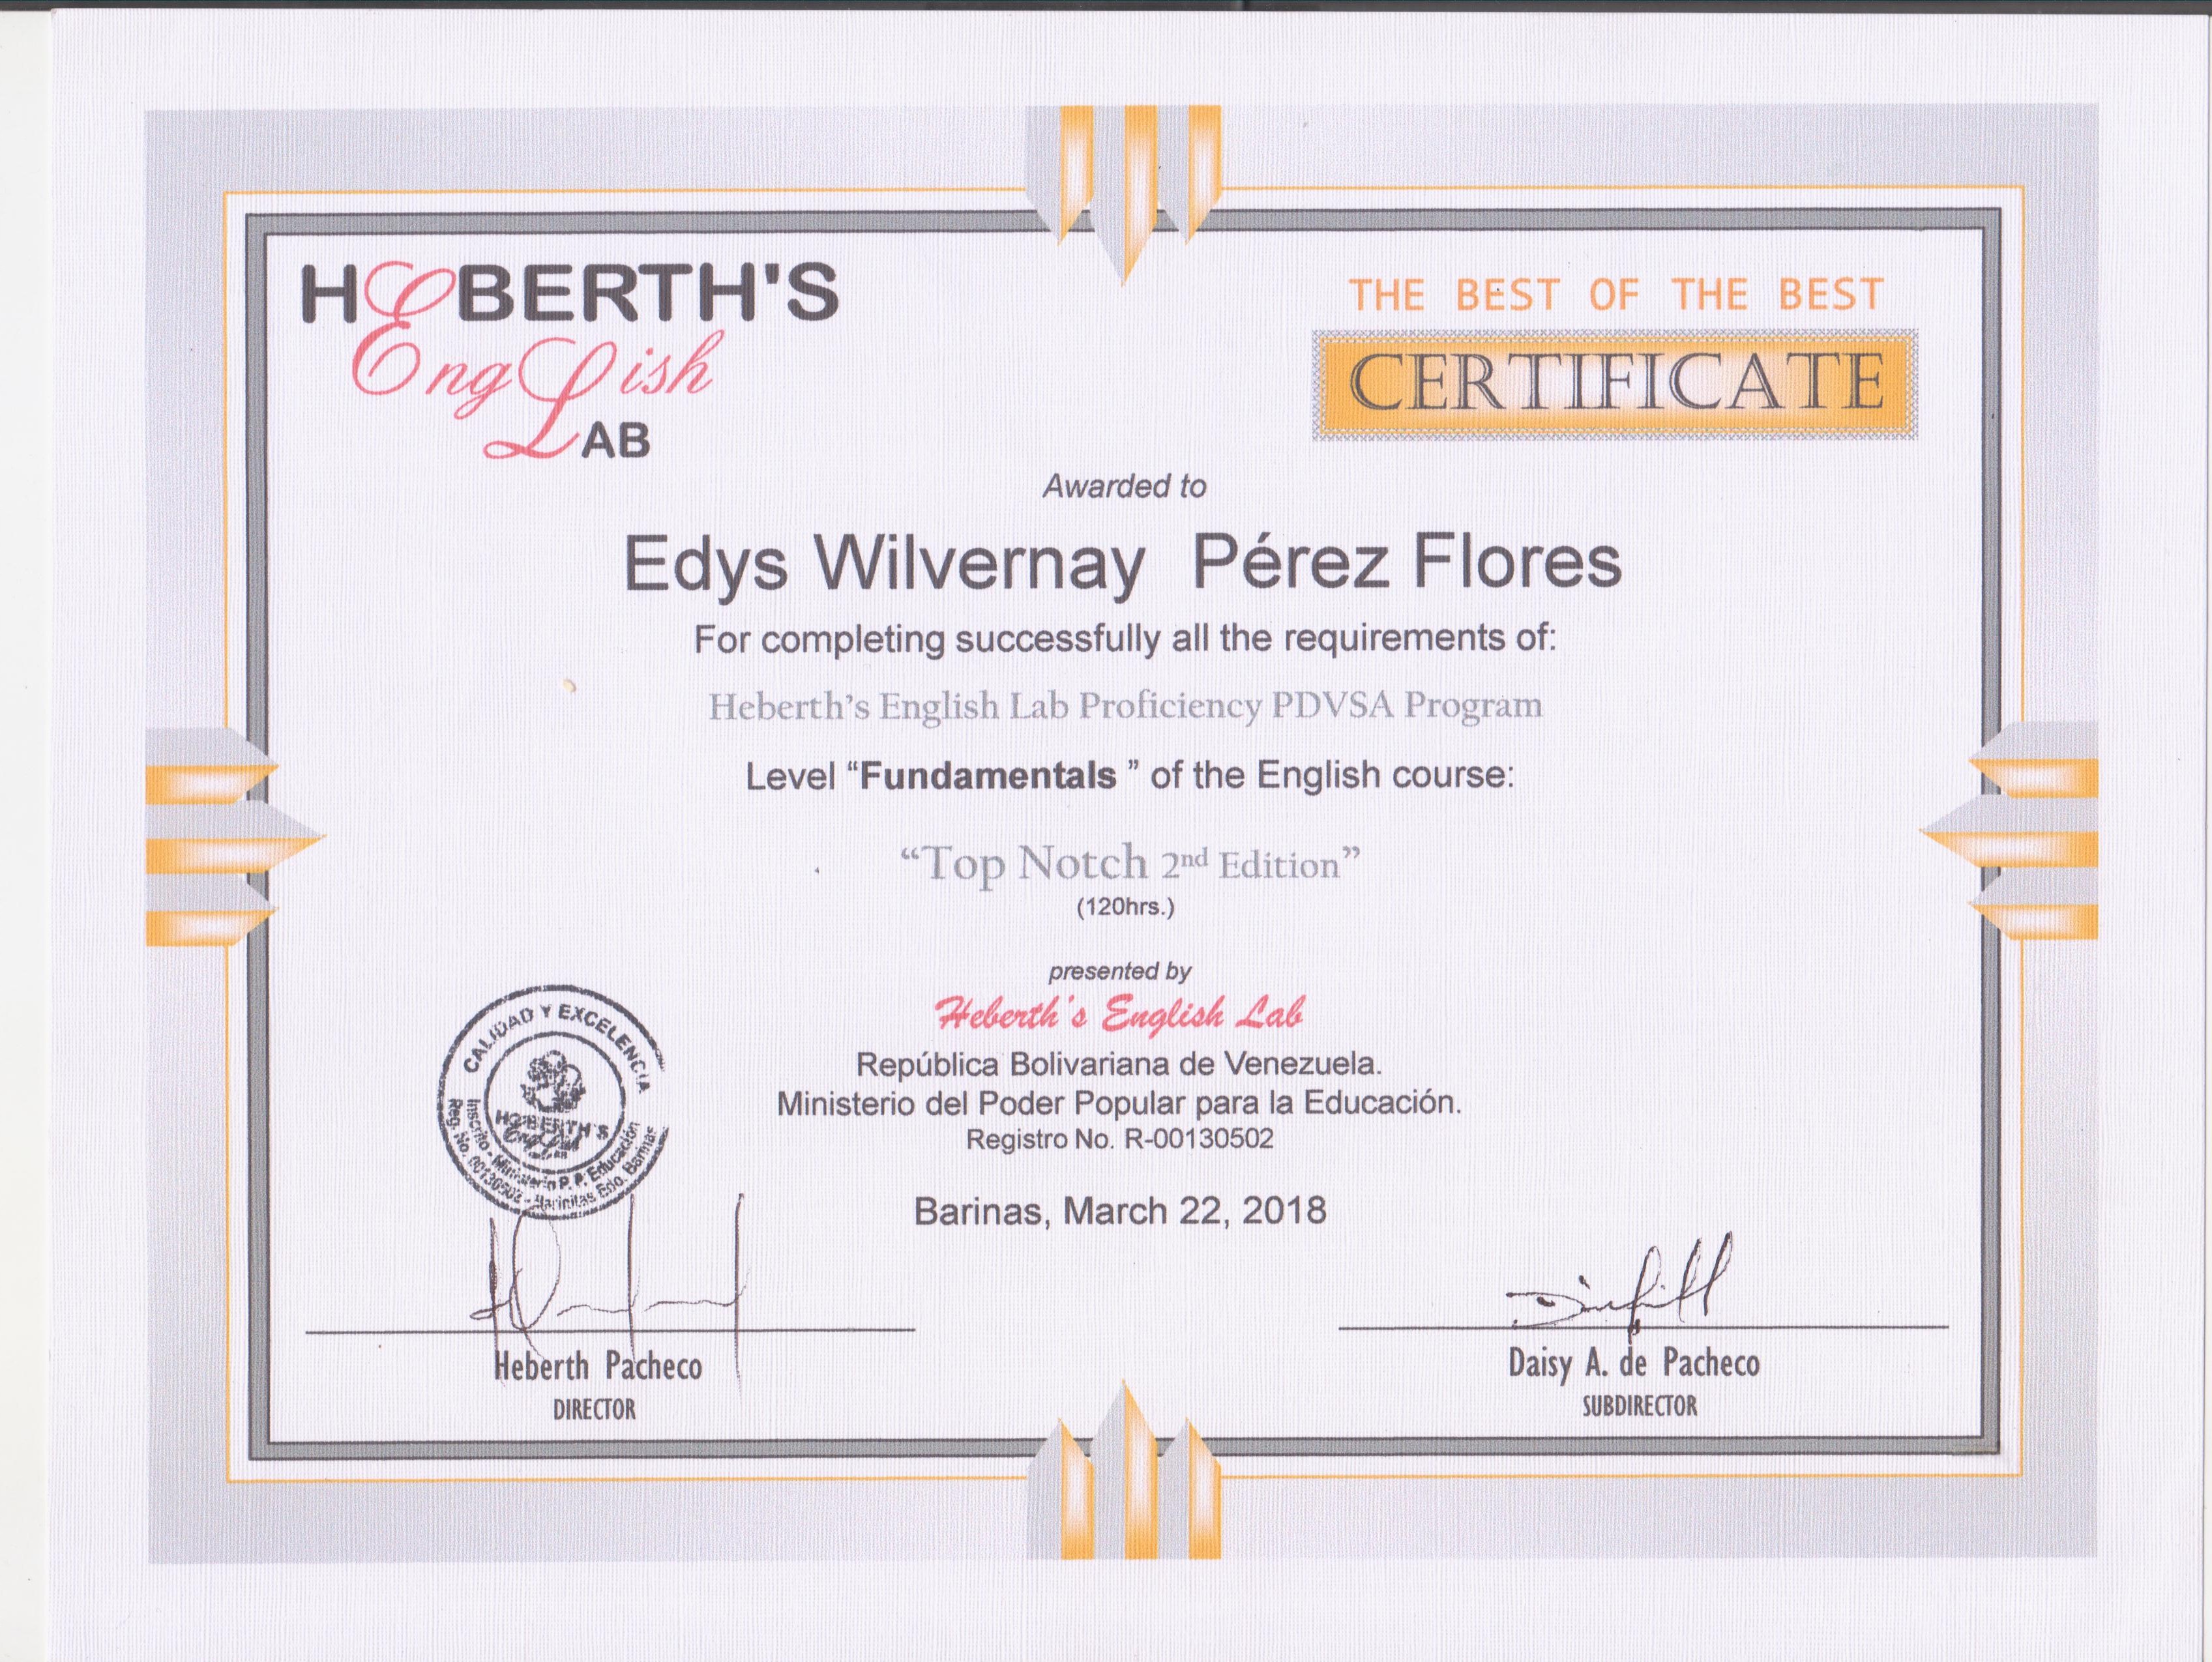 HEBERTH'S
English
LAB
THE BEST OF THE BEST
CERTIFICATE
Awarded to
Edys Wilvernay Pérez Flores
For completing successfully all the requirements of:
Heberth's English Lab Proficiency PDVSA Program
Level “Fundamentals ” of the English course:
“Top Notch 2nd Edition”
(120hrs.)
presented by
Heberth's English Lab
República Bolivariana de Venezuela.
Ministerio del Poder Popular para la Educación.
Registro No. R-00130502
Barinas, March 22, 2018
CALIDAD Y EXCELENCIA
HEBERTH'S
Inscrito - Ministerio P.P. Educación
Reg. No. 00130502 - Barinitas Edo. Barinas
Heberth Pacheco
DIRECTOR
Daisy A. de Pacheco
SUBDIRECTOR